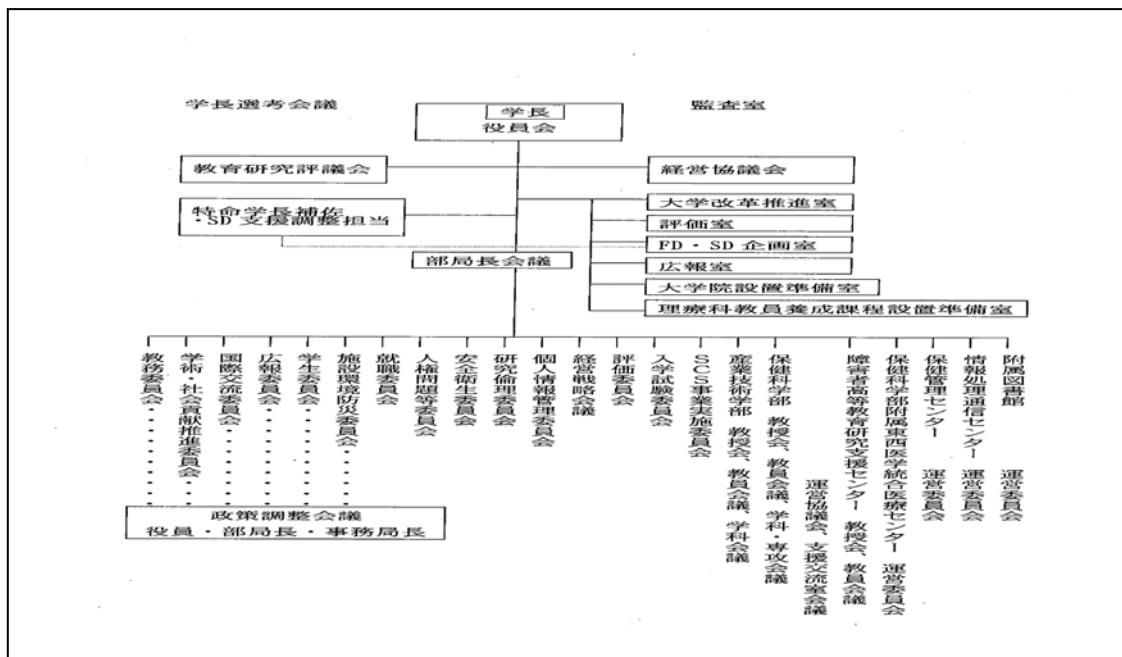 学長選考会議
学長
役員会
監査室
教育研究評議会
経営協議会
特命学長補佐
・SD支援調整担当
大学改革推進室
評価室
FD・SD企画室
広報室
大学院設置準備室
理療科教員養成課程設置準備室
部局長会議
教務委員会・・・・・・・
学術・社会貢献推進委員会・・
国際交流委員会・・・・・
広報委員会・・・・・・・
学生委員会・・・・・・・
施設環境防災委員会・・・
就職委員会
人権問題等委員会
安全衛生委員会
研究倫理委員会
個人情報管理委員会
経営戦略会議
評価委員会
入学試験委員会
SCS事業実施委員会
産業技術学部 教授会、教員会議、学科会議
保健科学部 教授会、教員会議、学科・専攻会議
運営協議会、支援交流室会議
障害者高等教育研究支援センター 教授会、教員会議
保健科学部附属東西医学統合医療センター 運営委員会
保健管理センター 運営委員会
情報処理通信センター 運営委員会
附属図書館 運営委員会
政策調整会議
役員・部局長・事務局長